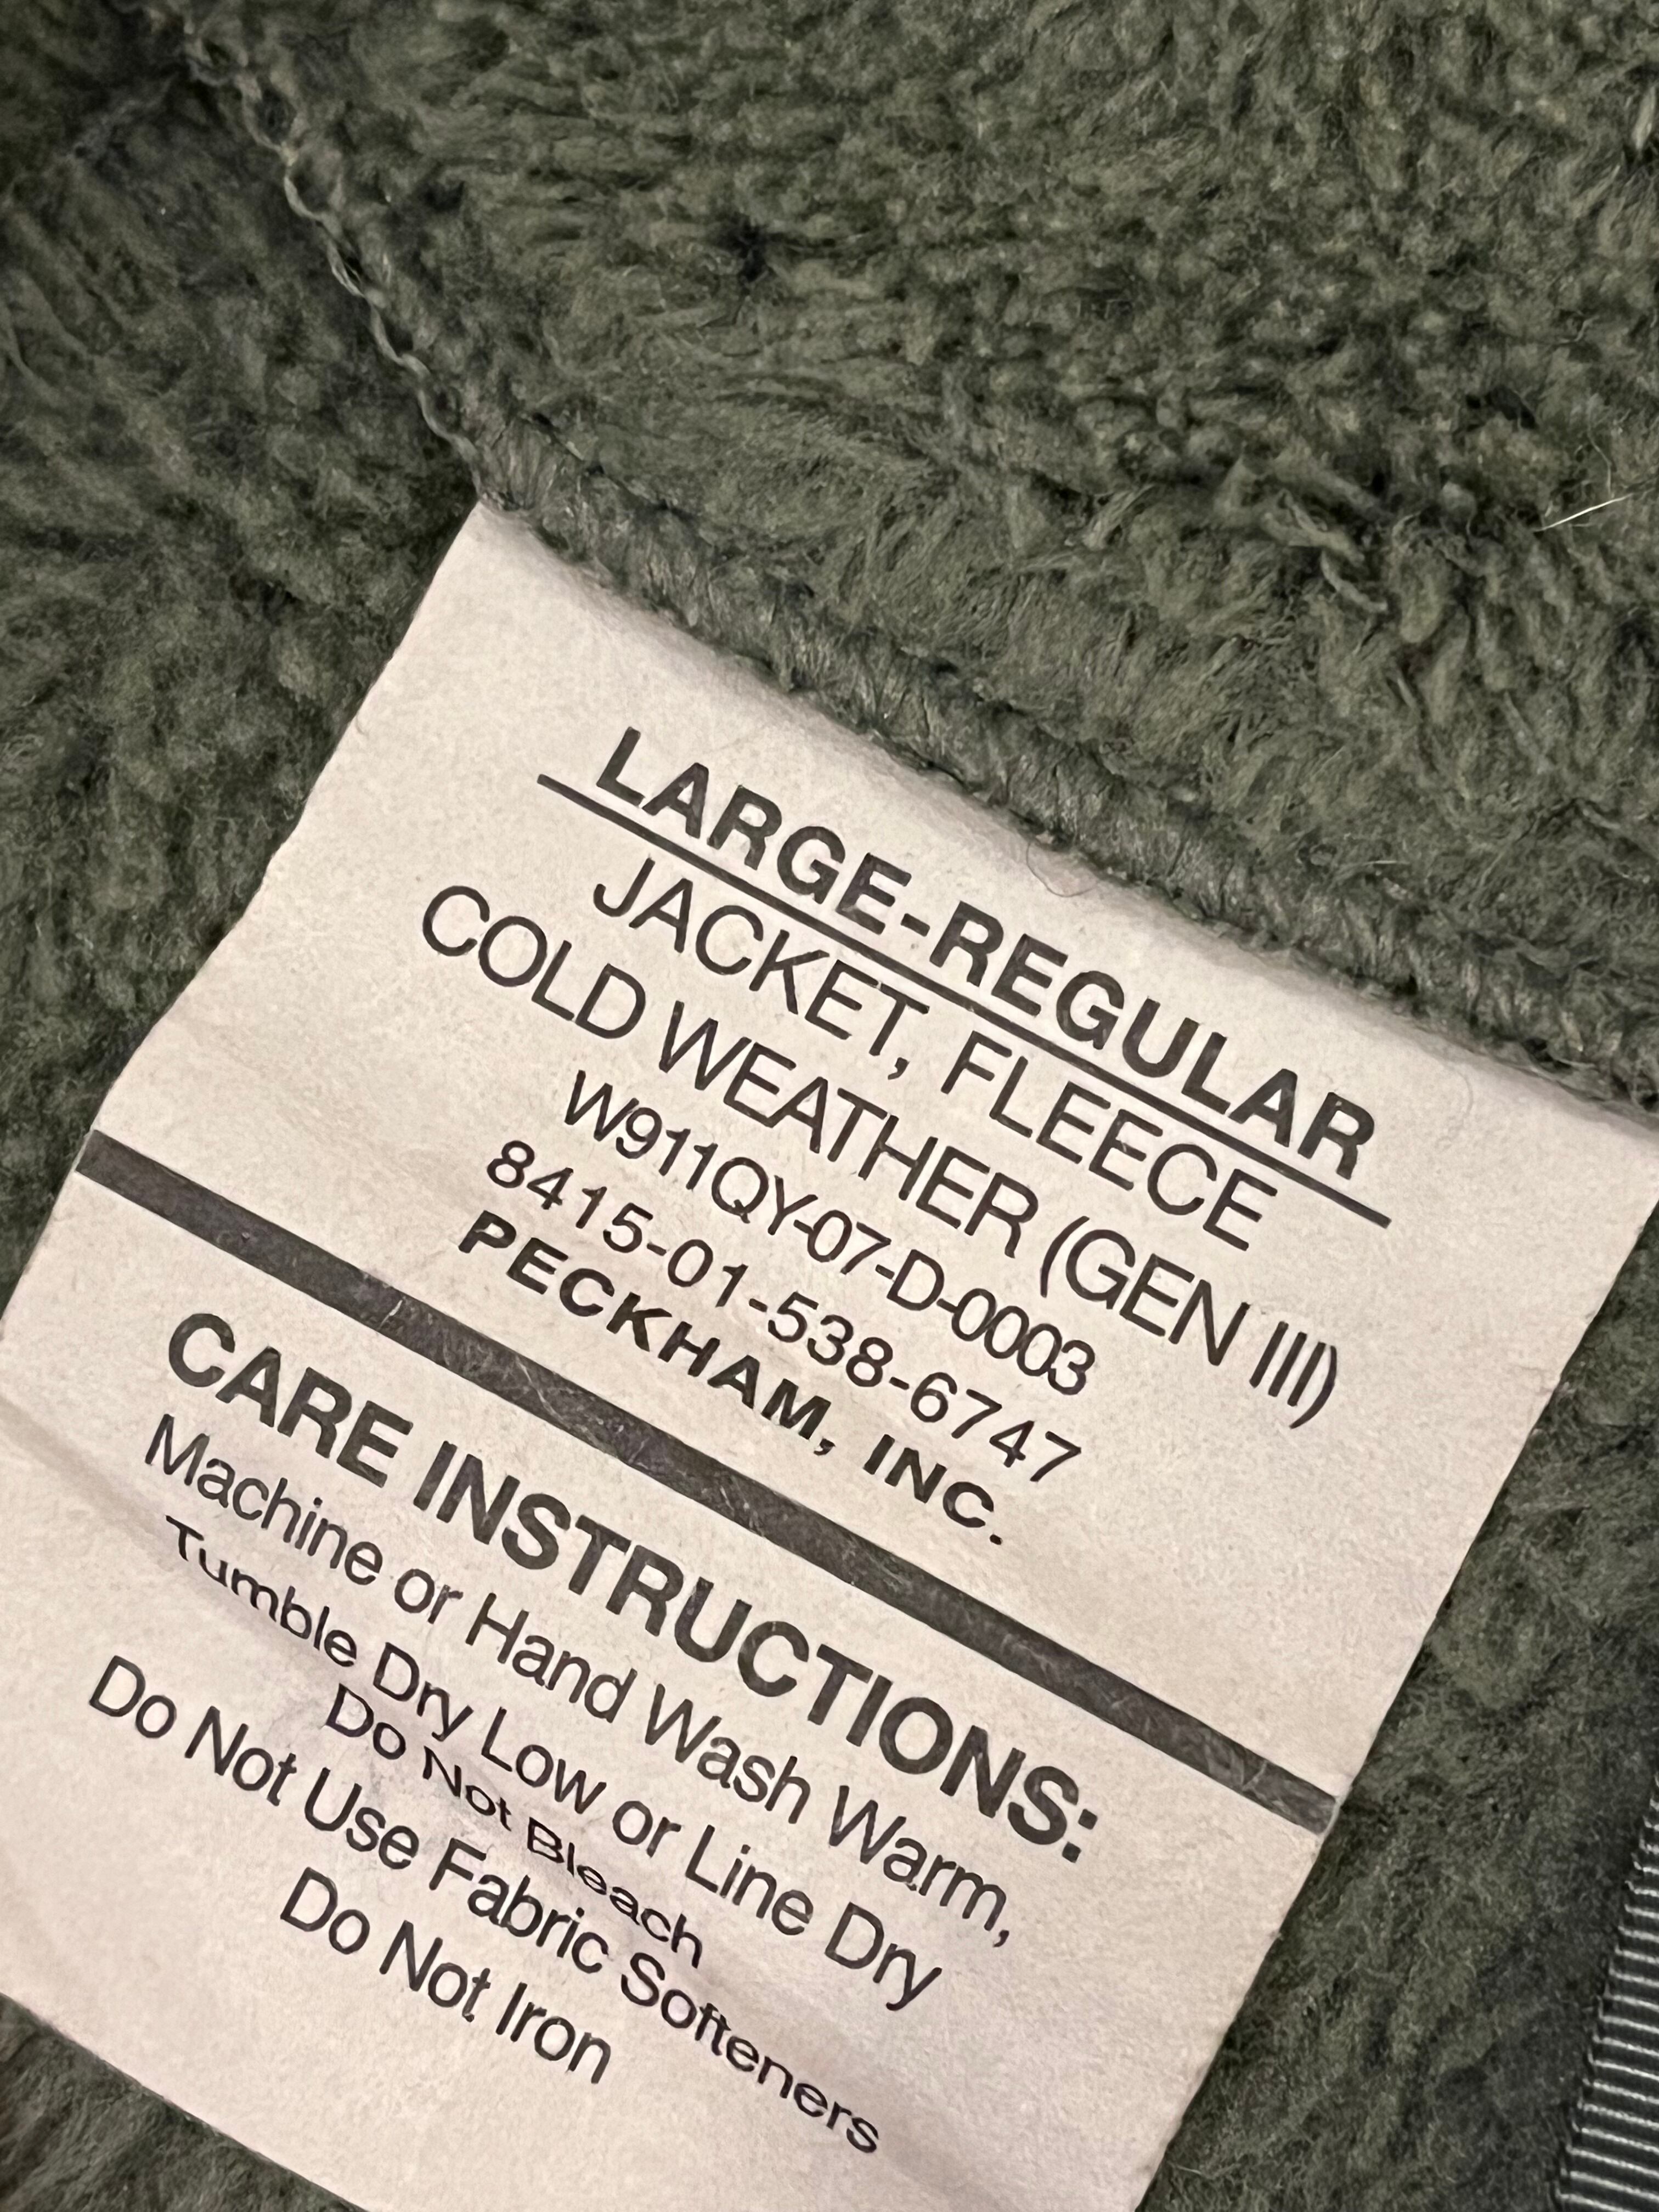 LARGE-REGULAR
JACKET, FLEECE
COLD WEATHER (GEN III)
W911QY-07-D-0003
8415-01-538-6747
PECKHAM, INC.
CARE INSTRUCTIONS:
Machine or Hand Wash Warm,
Tumble Dry Low or Line Dry
Do Not Bleach
Do Not Use Fabric Softeners
Do Not Iron